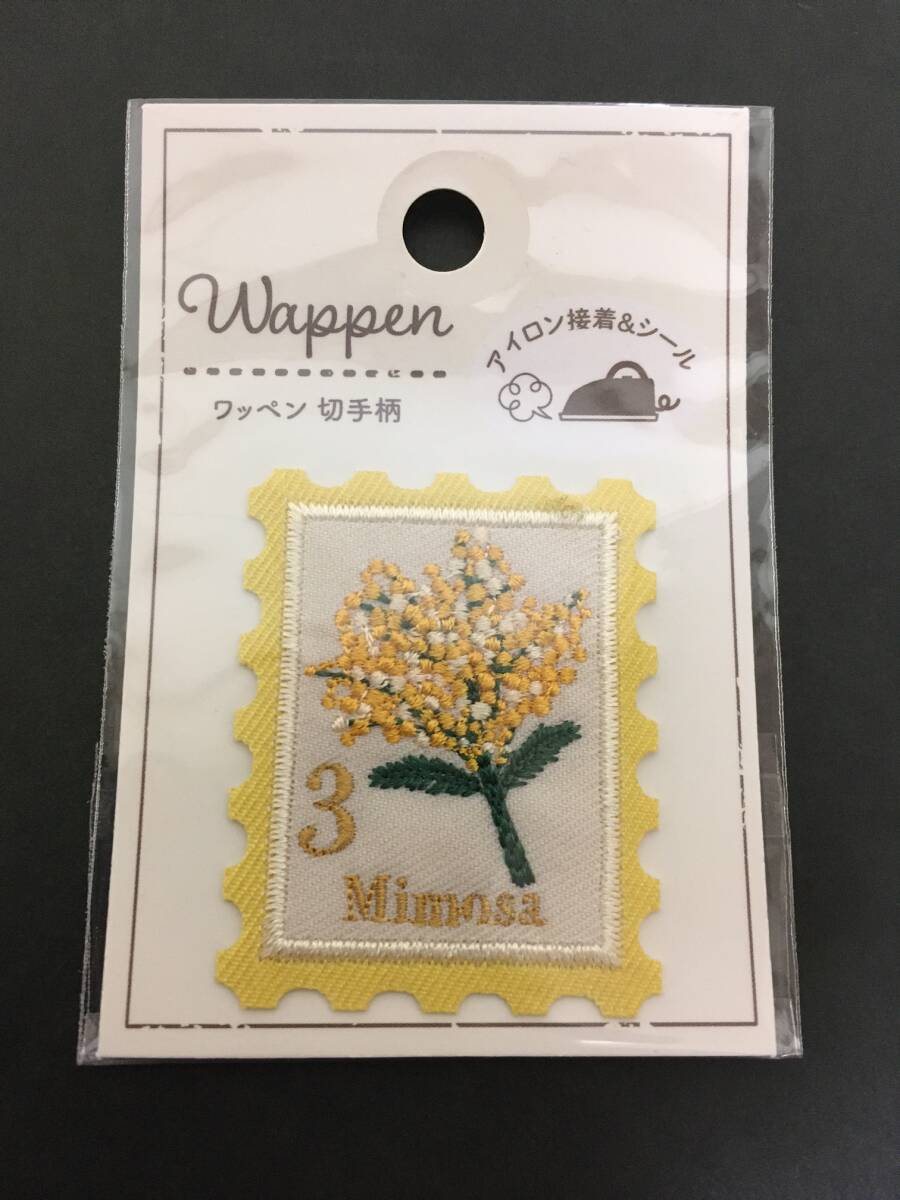 Wappen
ワッペン 切手柄
アイロン接着&シール
3
Mimosa